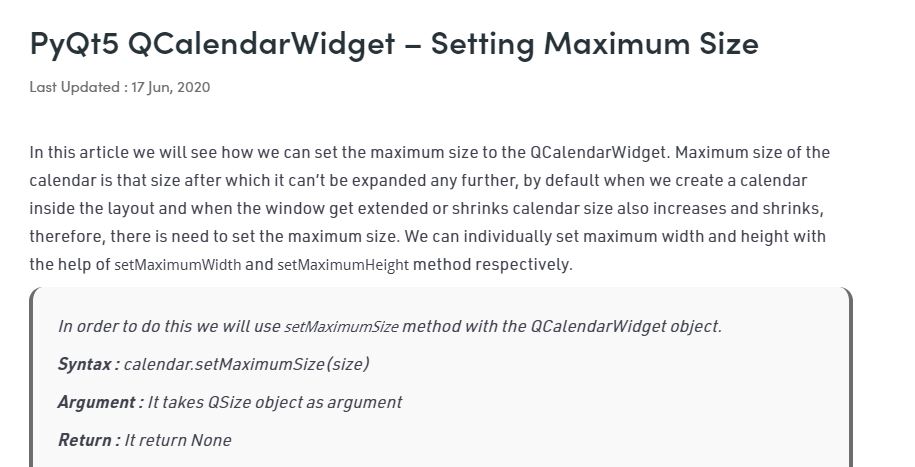 PyQt5 QCalendarWidget – Setting Maximum Size
Last Updated : 17 Jun, 2020
In this article we will see how we can set the maximum size to the QCalendarWidget. Maximum size of the
calendar is that size after which it can’t be expanded any further, by default when we create a calendar
inside the layout and when the window get extended or shrinks calendar size also increases and shrinks,
therefore, there is need to set the maximum size. We can individually set maximum width and height with
the help of setMaximumWidth and setMaximumHeight method respectively.
In order to do this we will use setMaximumSize method with the QCalendarWidget object.
Syntax : calendar.setMaximumSize(size)
Argument : It takes QSize object as argument
Return : It return None